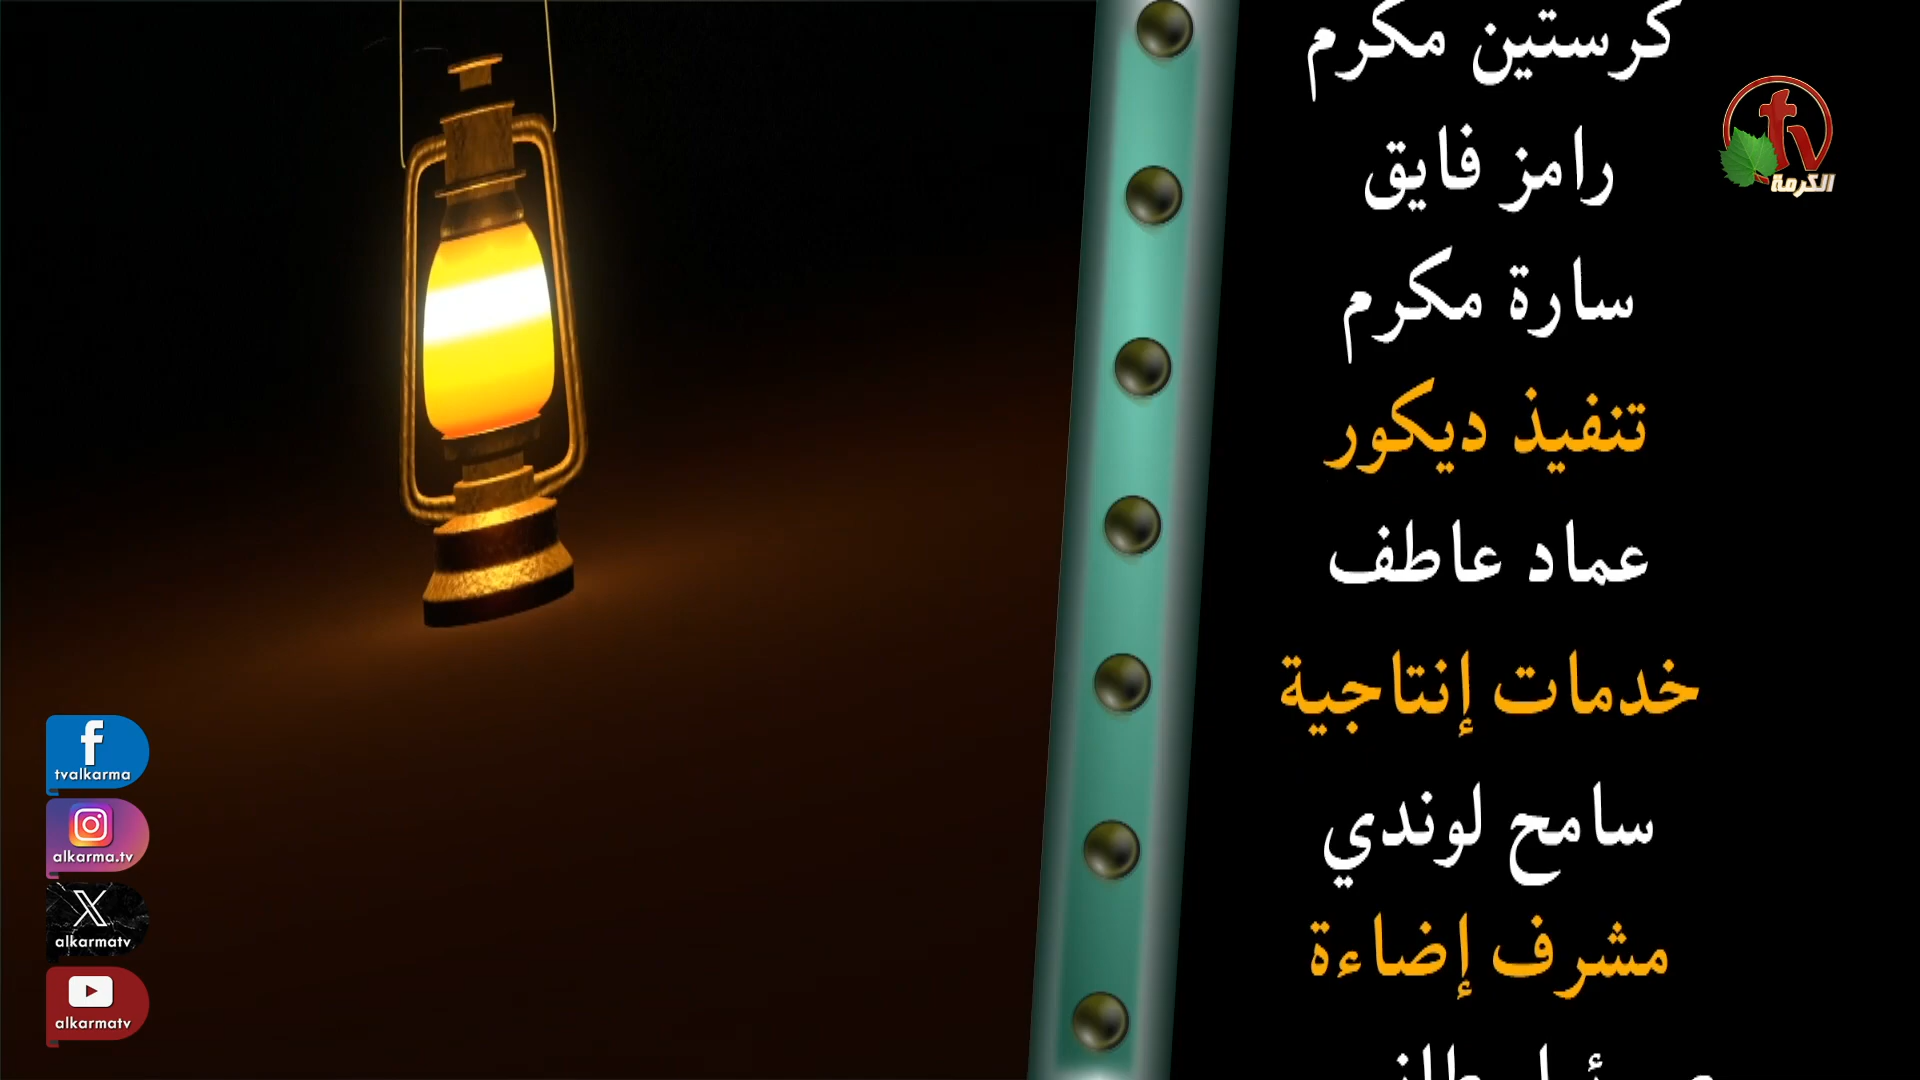 كرستين مكرم
رامز فايق
سارة مكرم
تنفيذ ديكور
عماد عاطف
خدمات إنتاجية
سامح لوندي
مشرف إضاءة
tv
الكرمة
tvalkarma
alkarma.tv
alkarmatv
alkarmatv